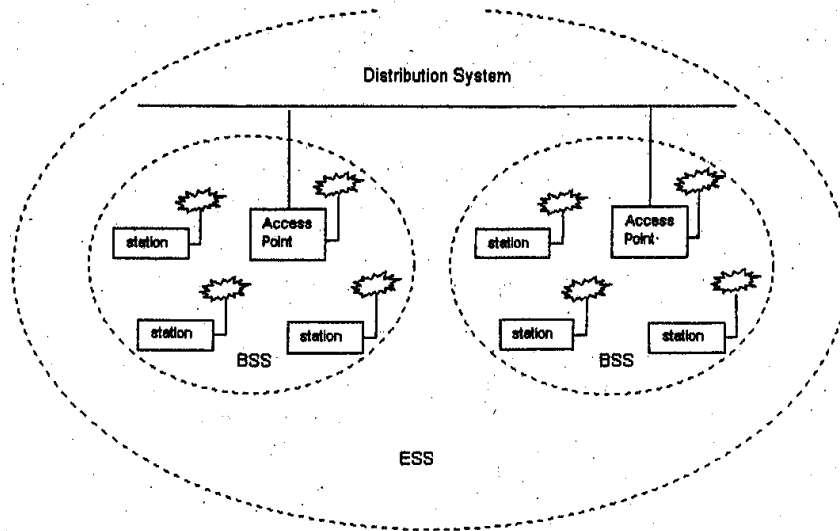 Distribution System
Access
Point
Access
Point
station
station
station
station
station
station
BSS
BSS
ESS